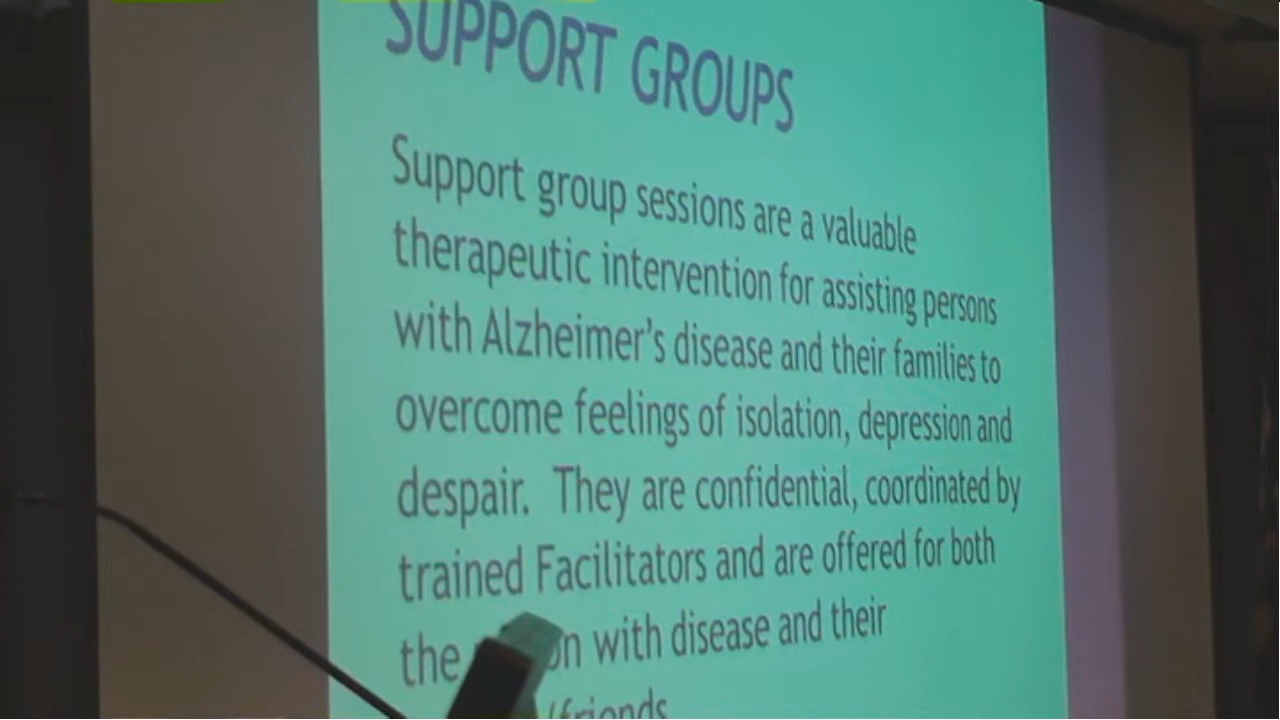 SUPPORT GROUPS
Support group sessions are a valuable
therapeutic intervention for assisting persons
with Alzheimer's disease and their families to
overcome feelings of isolation, depression and
despair.  They are confidential, coordinated by
trained Facilitators and are offered for both
the with disease and their
/friends